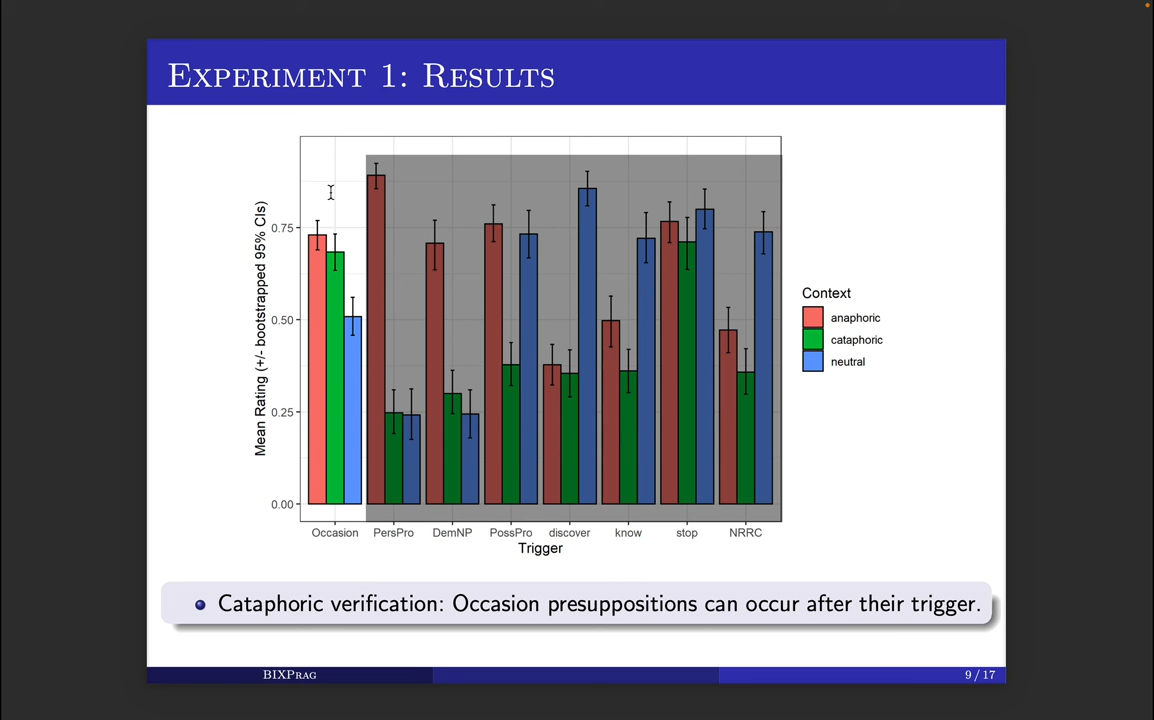 Experiment 1: Results
Mean Rating (+/- bootstrapped 95% CIs)
0.75
0.50
0.25
0.00
Occasion PersPro DemNP PossPro discover know stop NRRC
Trigger
Context
anaphoric
cataphoric
neutral
Cataphoric verification: Occasion presuppositions can occur after their trigger.
BIXPrag
9 / 17